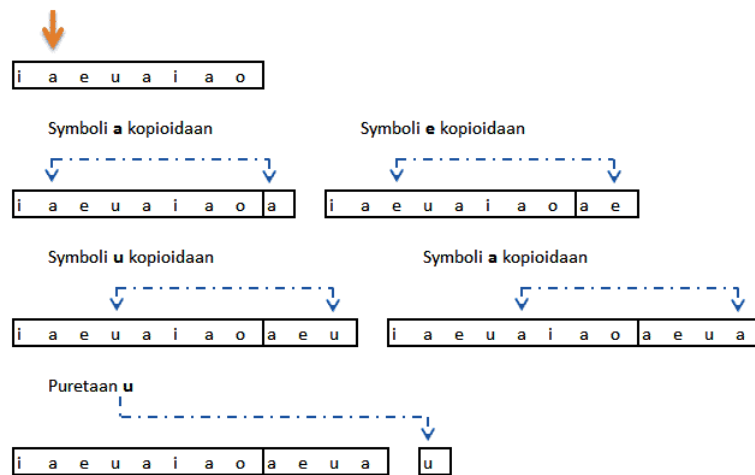 i a e u a i a o
Symboli a kopioidaan
Symboli e kopioidaan
i a e u a i a o a
i a e u a i a o a e
Symboli u kopioidaan
Symboli a kopioidaan
i a e u a i a o a e u
i a e u a i a o a e u a
Puretaan u
i a e u a i a o a e u a u